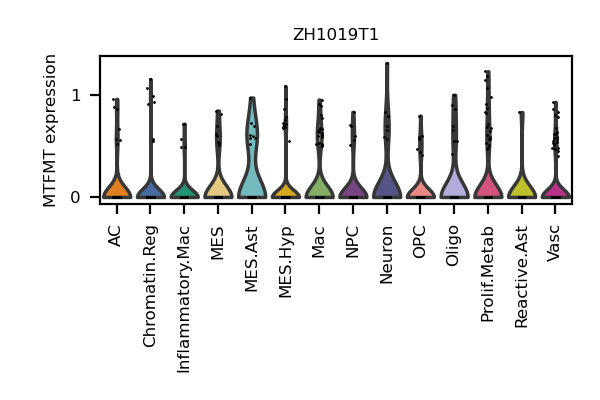 ZH1019T1
MTFMT expression
1
0
AC
Chromatin.Reg
Inflammatory.Mac
MES
MES.Ast
MES.Hyp
Mac
NPC
Neuron
OPC
Oligo
Prolif.Metab
Reactive.Ast
Vasc